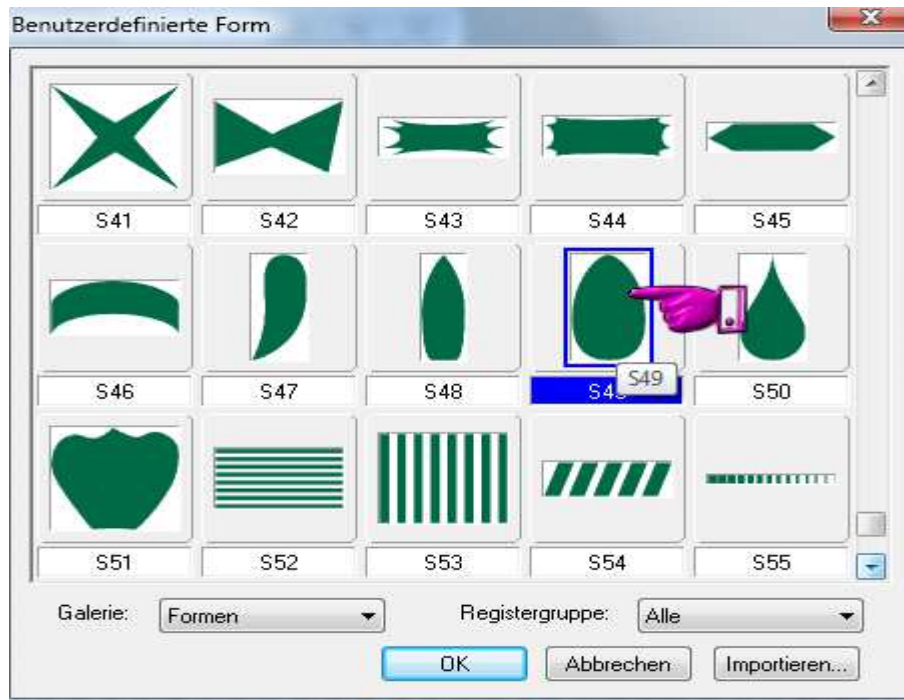 Benutzerdefinierte Form
S41 S42 S43 S44 S45
S46 S47 S48 S49 S50
S49
S51 S52 S53 S54 S55
Galerie: Formen Registergruppe: Alle
OK Abbrechen Importieren...